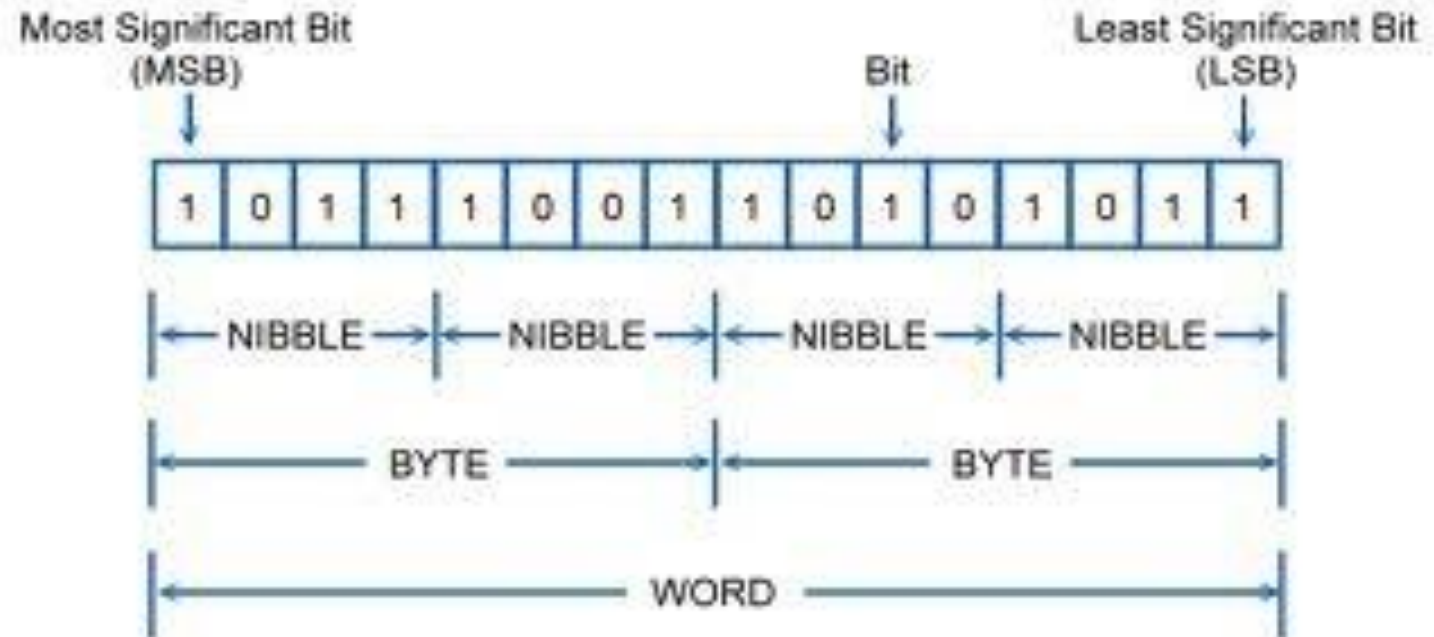 Most Significant Bit
(MSB)
Bit
Least Significant Bit
(LSB)
1 0 1 1 1 0 0 1 1 0 1 0 1 0 1 1
NIBBLE NIBBLE NIBBLE NIBBLE
BYTE BYTE
WORD